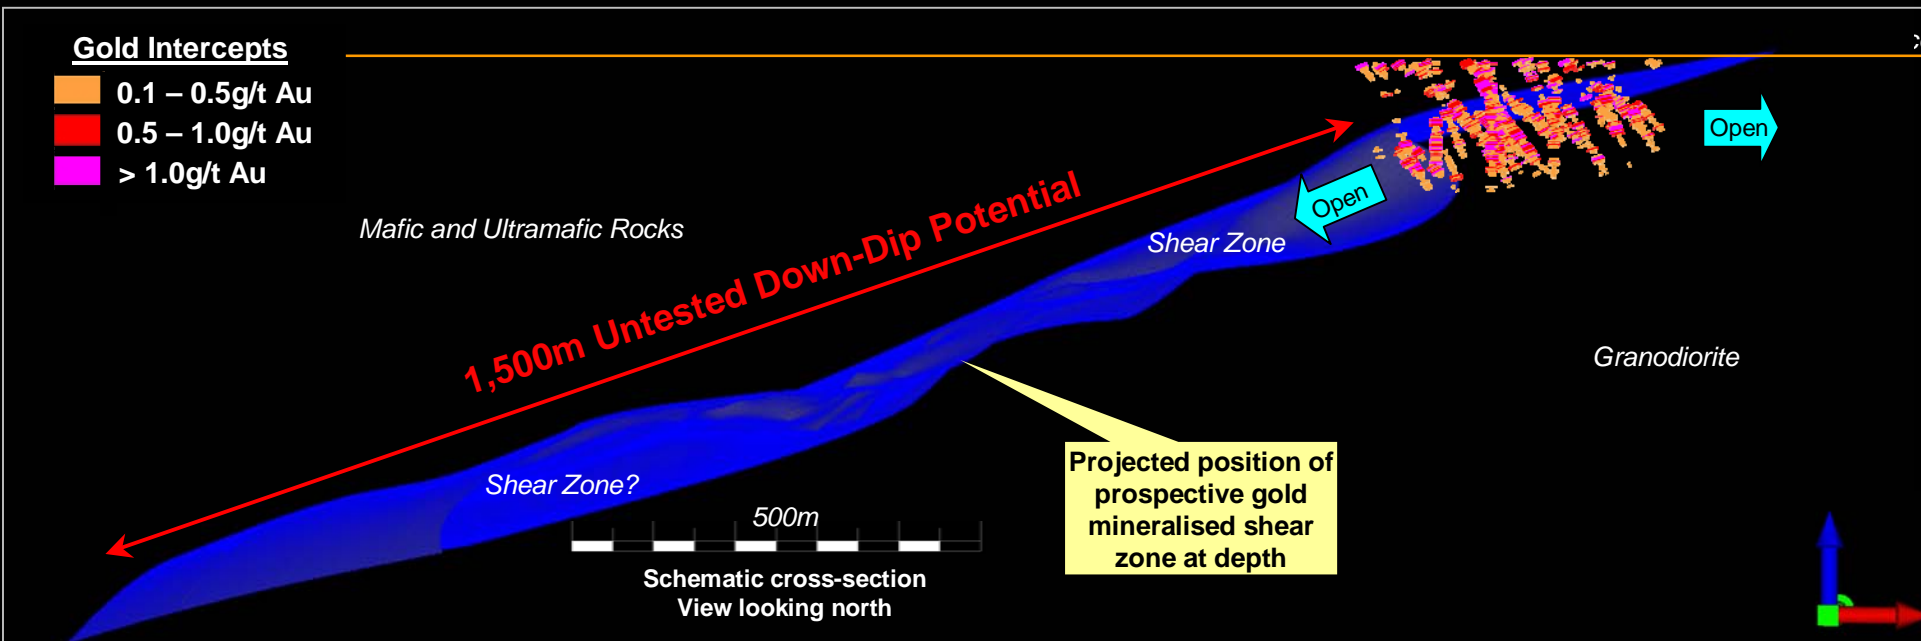 Gold Intercepts
0.1 – 0.5g/t Au
0.5 – 1.0g/t Au
> 1.0g/t Au
Open
Open
Mafic and Ultramafic Rocks
1,500m Untested Down-Dip Potential
Shear Zone
Granodiorite
Shear Zone?
Projected position of
prospective gold
mineralised shear
zone at depth
500m
Schematic cross-section
View looking north